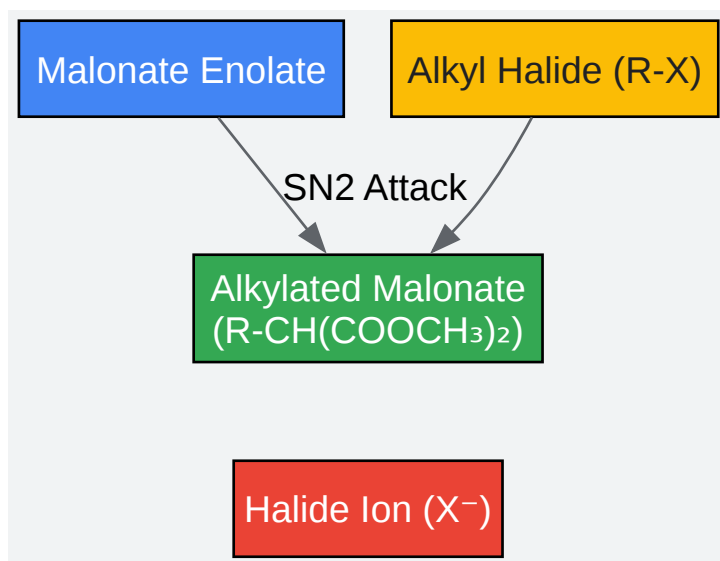 Malonate Enolate
Alkyl Halide (R-X)
SN2 Attack
Alkylated Malonate
(R-CH(COOCH₃)₂)
Halide Ion (X⁻)